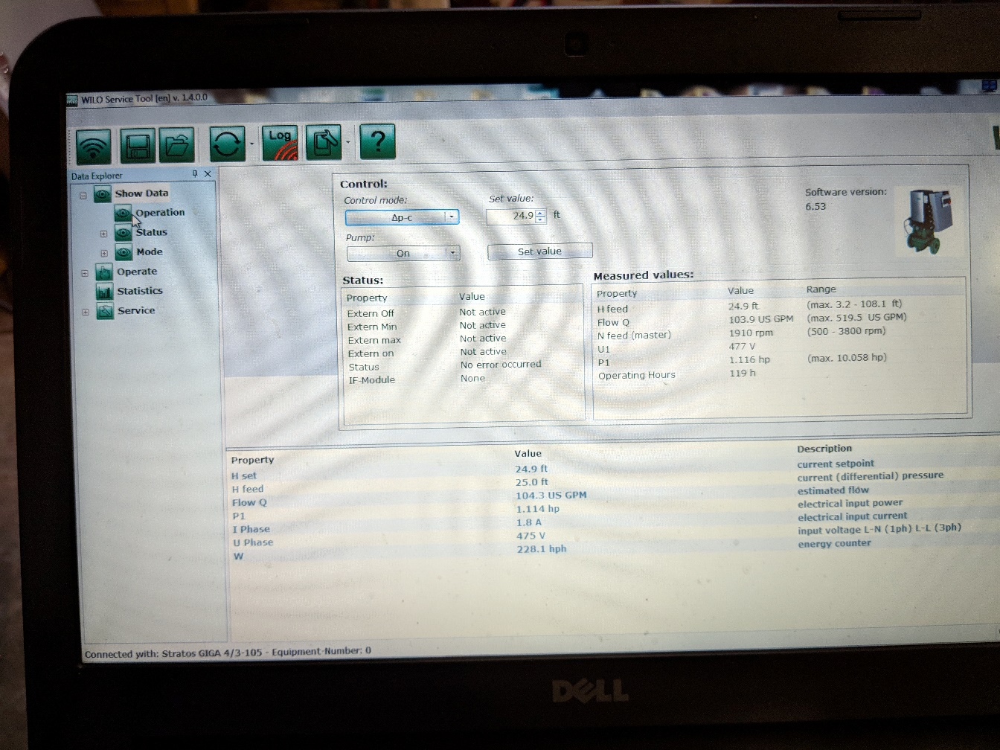 WILO Service Tool [en] v. 1.4.0.0
Log
?
Data Explorer
Show Data
Operation
Status
Mode
Operate
Statistics
Service
Control:
Control mode:
Set value:
Δp-c
24.9 ft
Pump:
On
Set value
Software version:
6.53
Status:
Property Value
Extern Off Not active
Extern Min Not active
Extern max Not active
Extern on Not active
Status No error occurred
IF-Module None
Measured values:
Property Value Range
H feed 24.9 ft (max. 3.2 - 108.1 ft)
Flow Q 103.9 US GPM (max. 519.5 US GPM)
N feed (master) 1910 rpm (500 - 3800 rpm)
U1 477 V
P1 1.116 hp (max. 10.058 hp)
Operating Hours 119 h
Property Value Description
H set 24.9 ft current setpoint
H feed 25.0 ft current (differential) pressure
Flow Q 104.3 US GPM estimated flow
P1 1.114 hp electrical input power
I Phase 1.8 A electrical input current
U Phase 475 V input voltage L-N (1ph) L-L (3ph)
W 228.1 hph energy counter
Connected with: Stratos GIGA 4/3-105 - Equipment-Number: 0
DELL